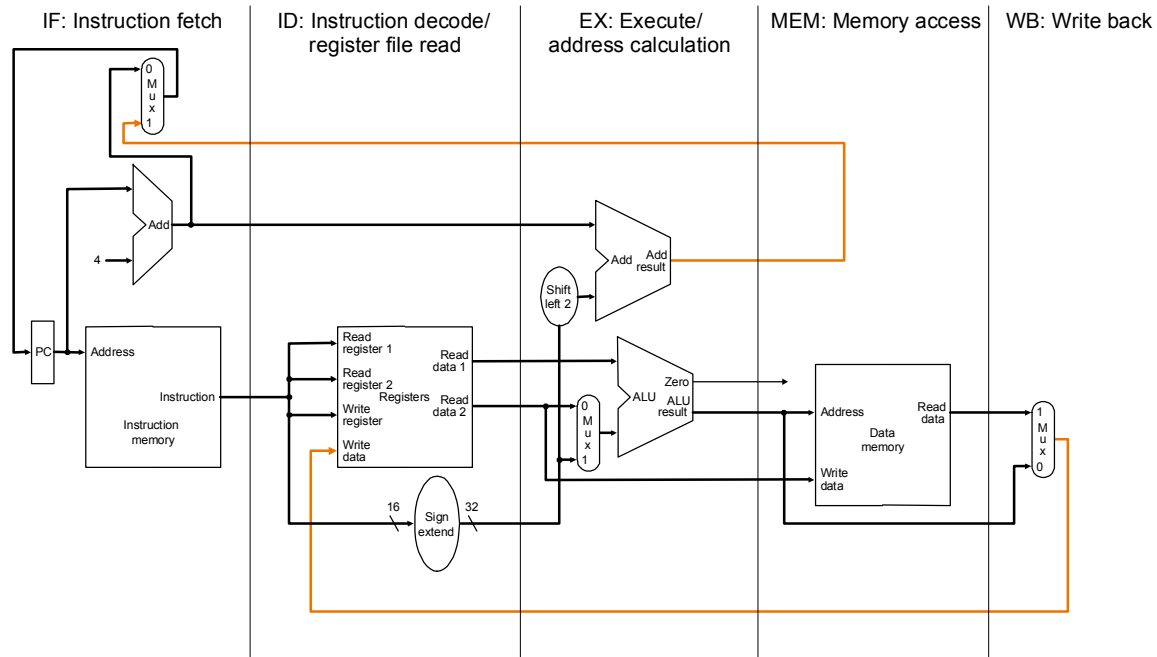 IF: Instruction fetch
ID: Instruction decode/
register file read
EX: Execute/
address calculation
MEM: Memory access
WB: Write back
0
M
u
x
1
Add
4
Add
Add
result
Shift
left 2
PC
Address
Instruction
Instruction
memory
Read
register 1
Read
register 2
Write
register
Write
data
Registers
Read
data 1
Read
data 2
0
M
u
x
1
ALU
Zero
ALU
result
Address
Write
data
Data
memory
Read
data
1
M
u
x
0
16
Sign
extend
32